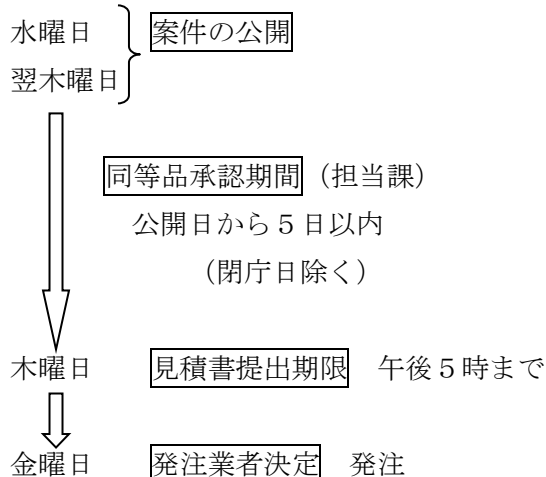 水曜日 案件の公開
翌木曜日
同等品承認期間（担当課）
公開日から５日以内
（閉庁日除く）
木曜日 見積書提出期限 午後５時まで
金曜日 発注業者決定 発注